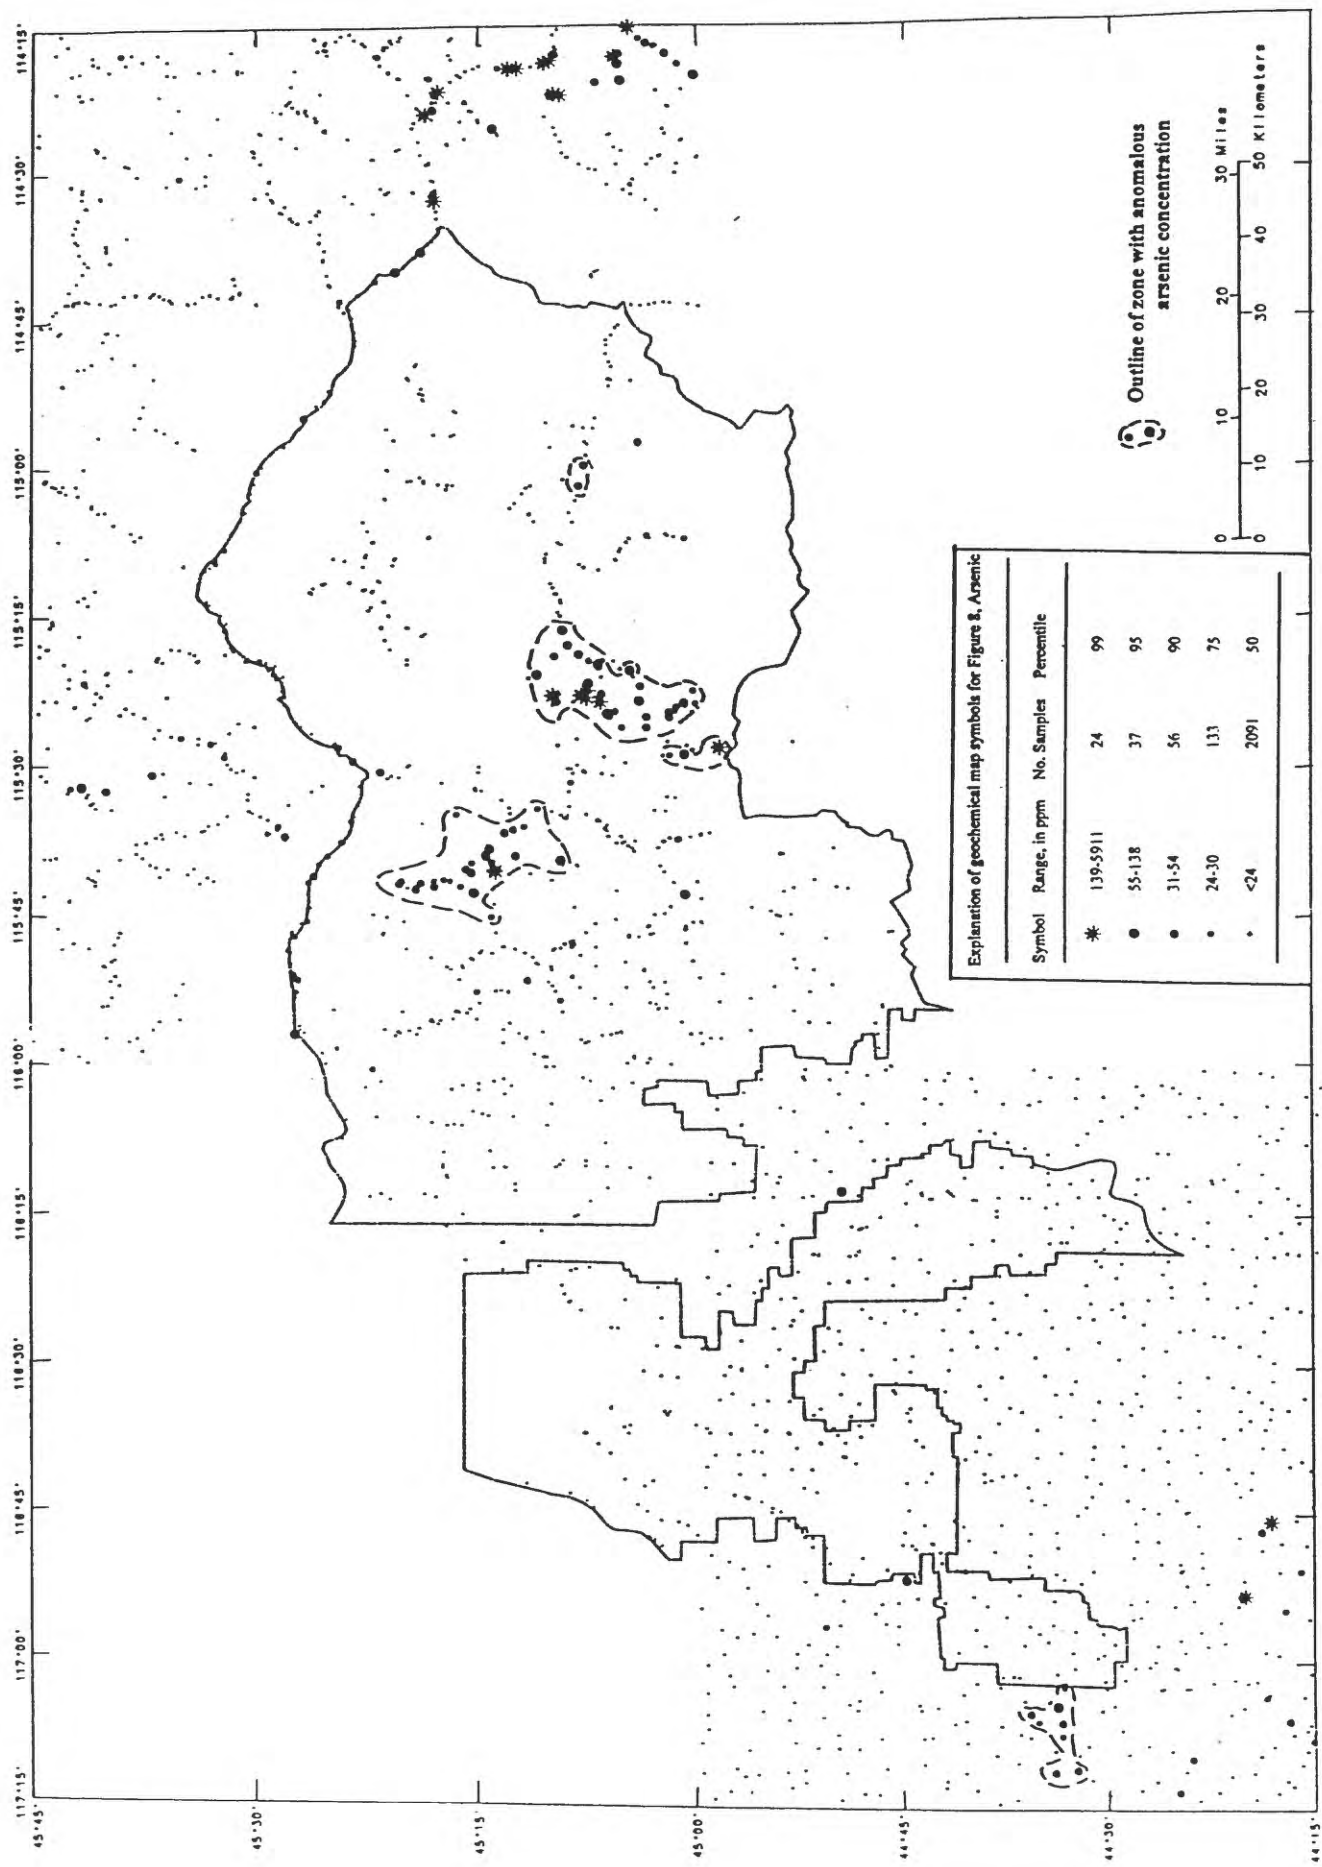 117°15'
117°00'
116°45'
116°30'
116°15'
116°00'
115°45'
115°30'
115°15'
115°00'
114°45'
114°30'
114°15'
45°45'
45°30'
45°15'
45°00'
44°45'
44°30'
44°15'
Outline of zone with anomalous
arsenic concentration
0 10 20 30 Miles
0 10 20 30 40 50 Kilometers
Explanation of geochemical map symbols for Figure 8, Arsenic
Symbol Range, in ppm No. Samples Percentile
139-5911 24 99
55-138 37 95
31-54 56 90
24-30 133 75
<24 2091 50